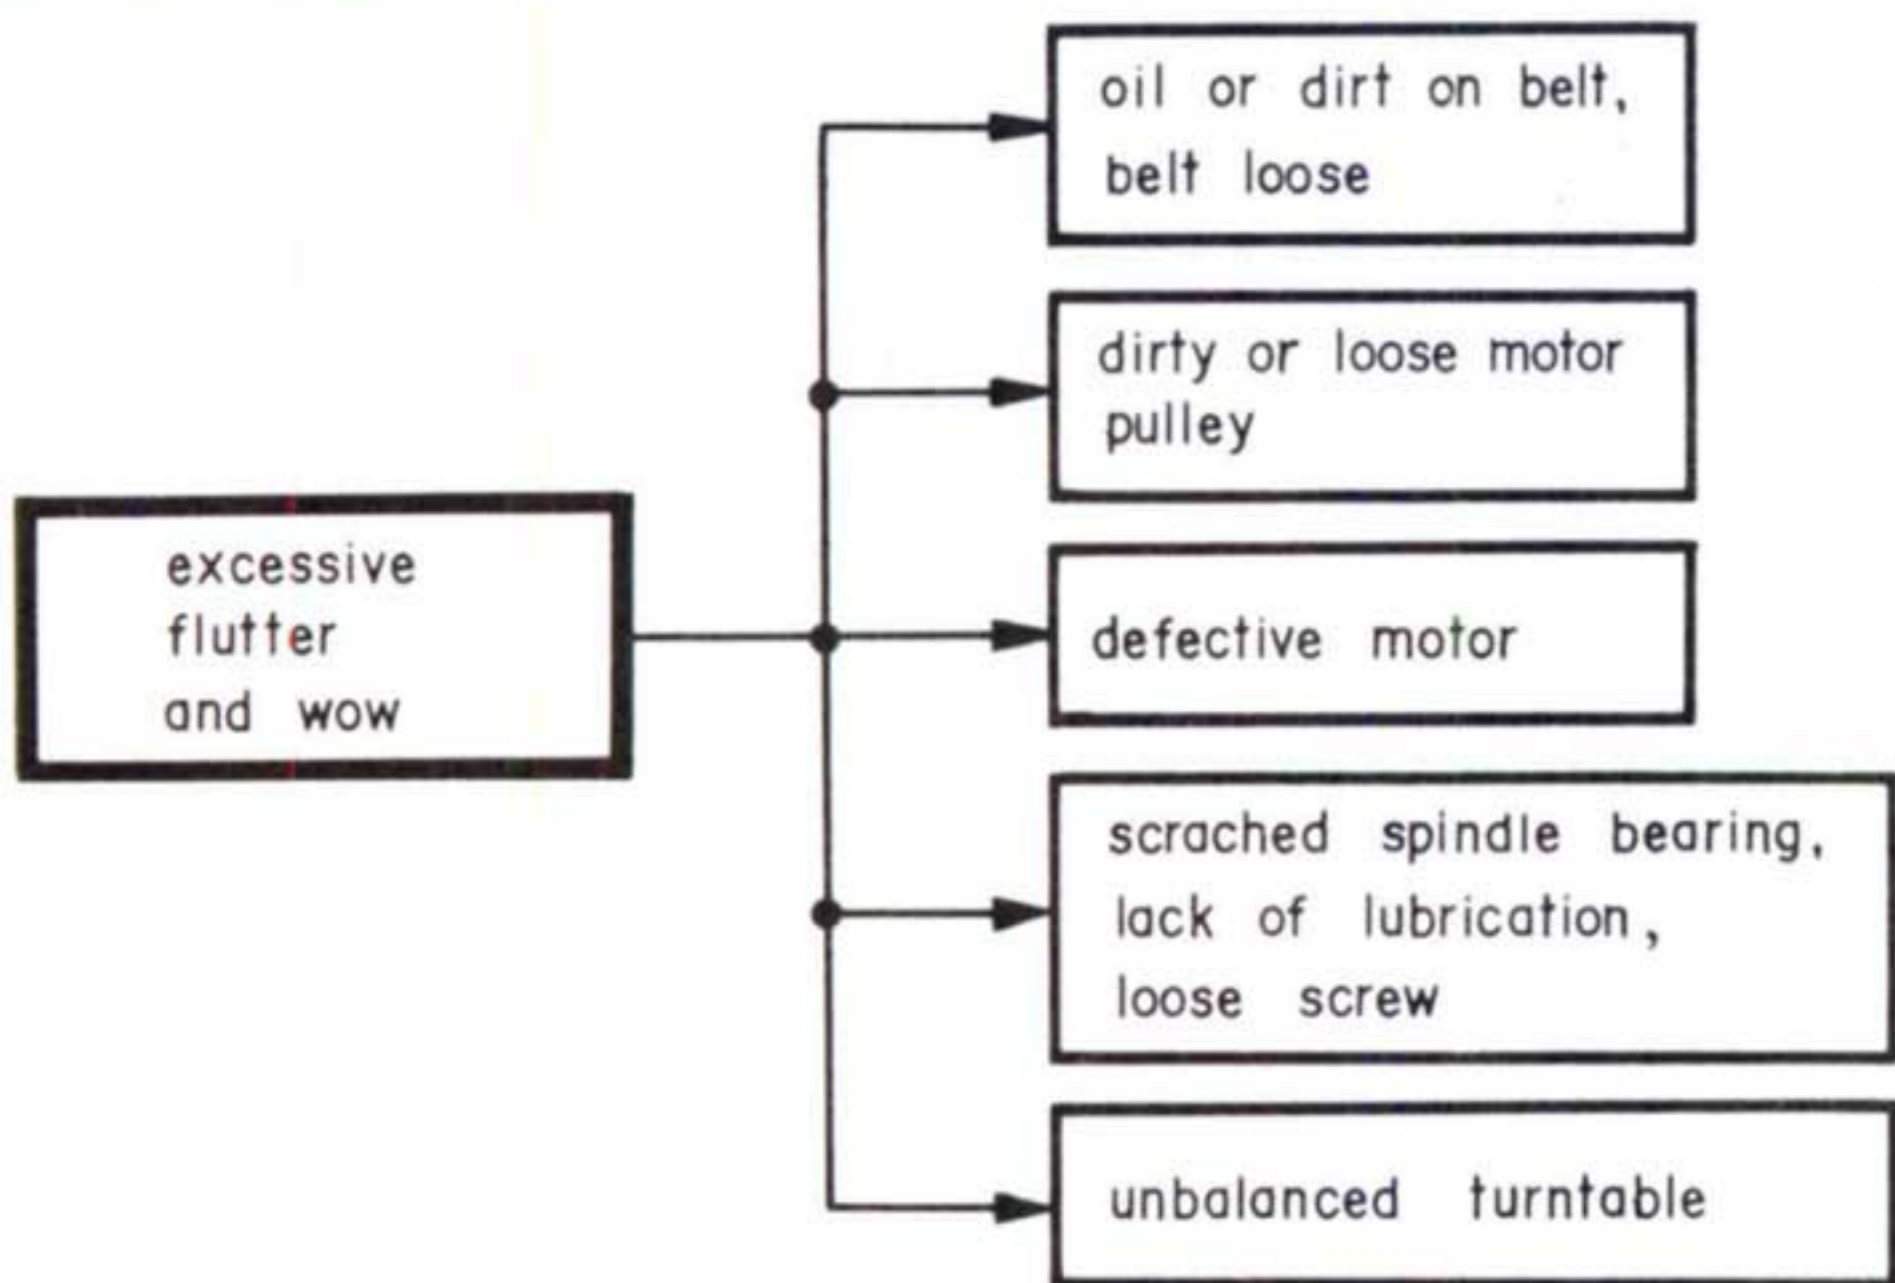 excessive
flutter
and wow
oil or dirt on belt,
belt loose
dirty or loose motor
pulley
defective motor
scrached spindle bearing,
lack of lubrication,
loose screw
unbalanced turntable